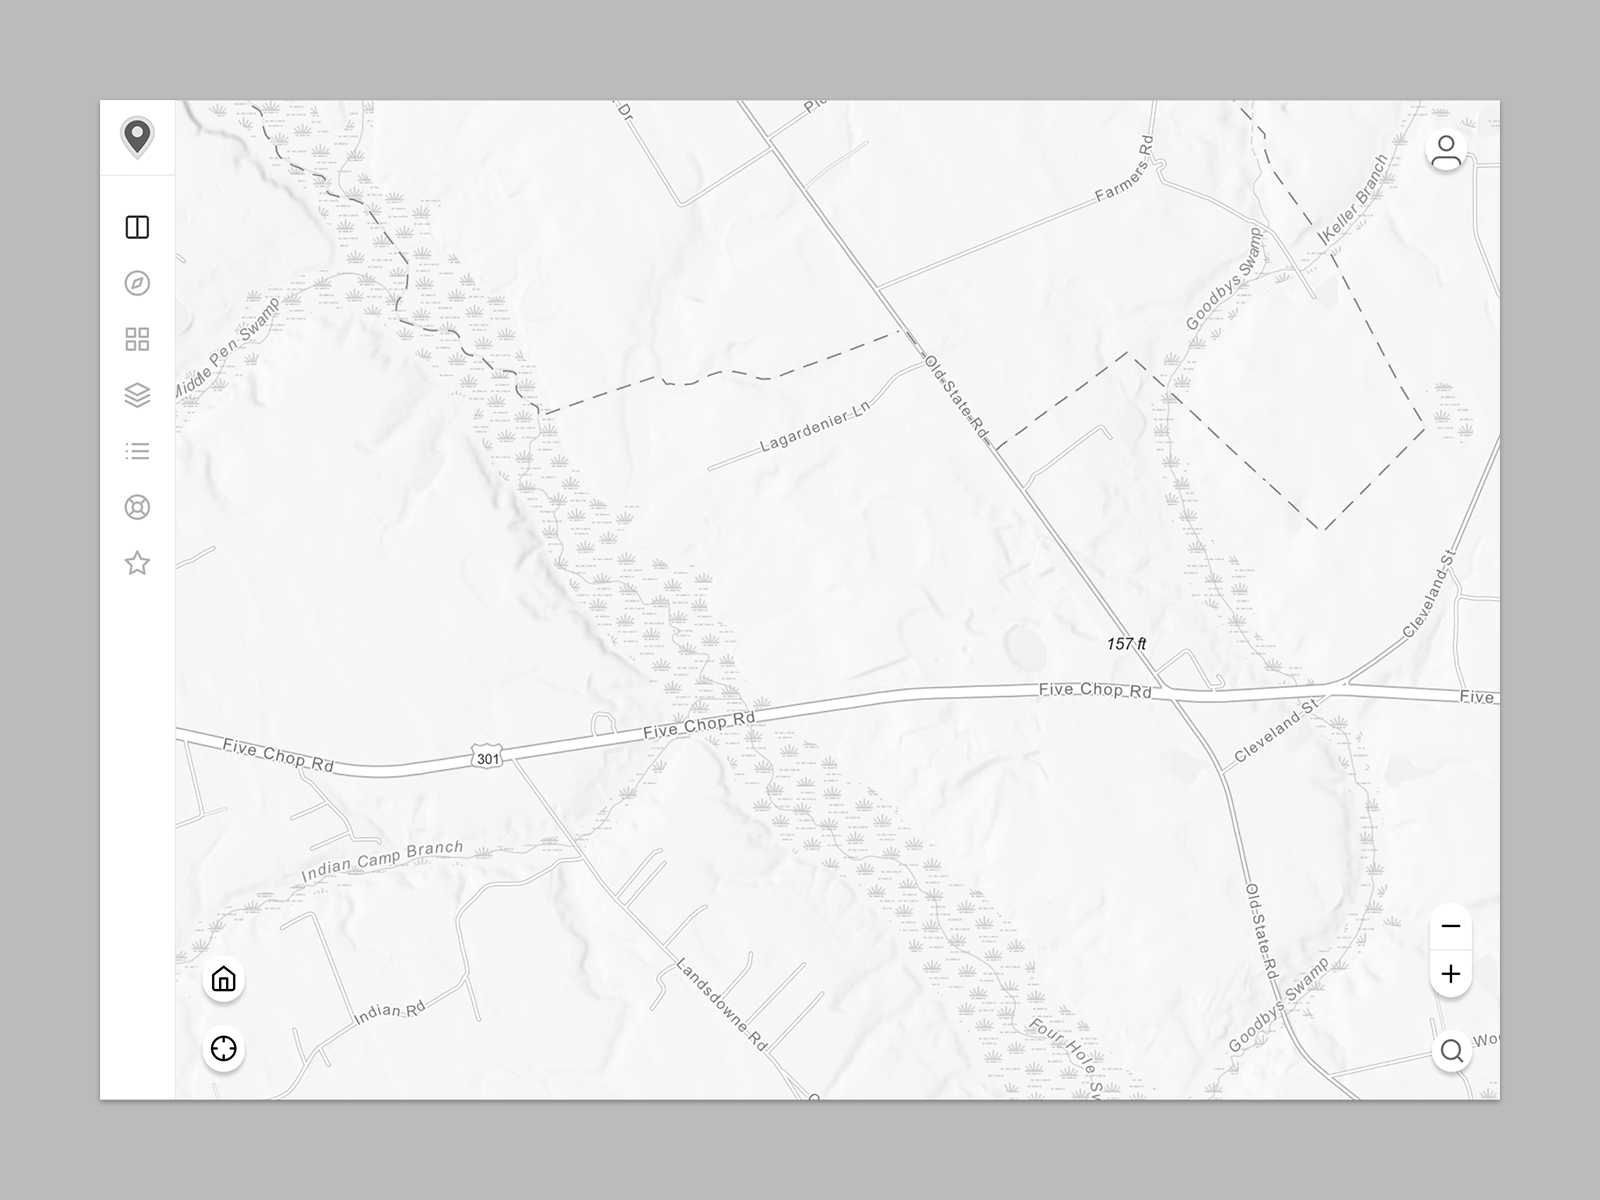 Dr
Farmers Rd
Keller Branch
Goodbys Swamp
Middle Pen Swamp
Old-State-Rd
Lagardenier Ln
Cleveland-St
157 ft
Five Chop Rd
Five
Five Chop Rd
Five Chop Rd
301
Cleveland St
Indian Camp Branch
Old-State-Rd
Landsdowne Rd
Goodbys Swamp
Indian-Rd
Four Hole Sw